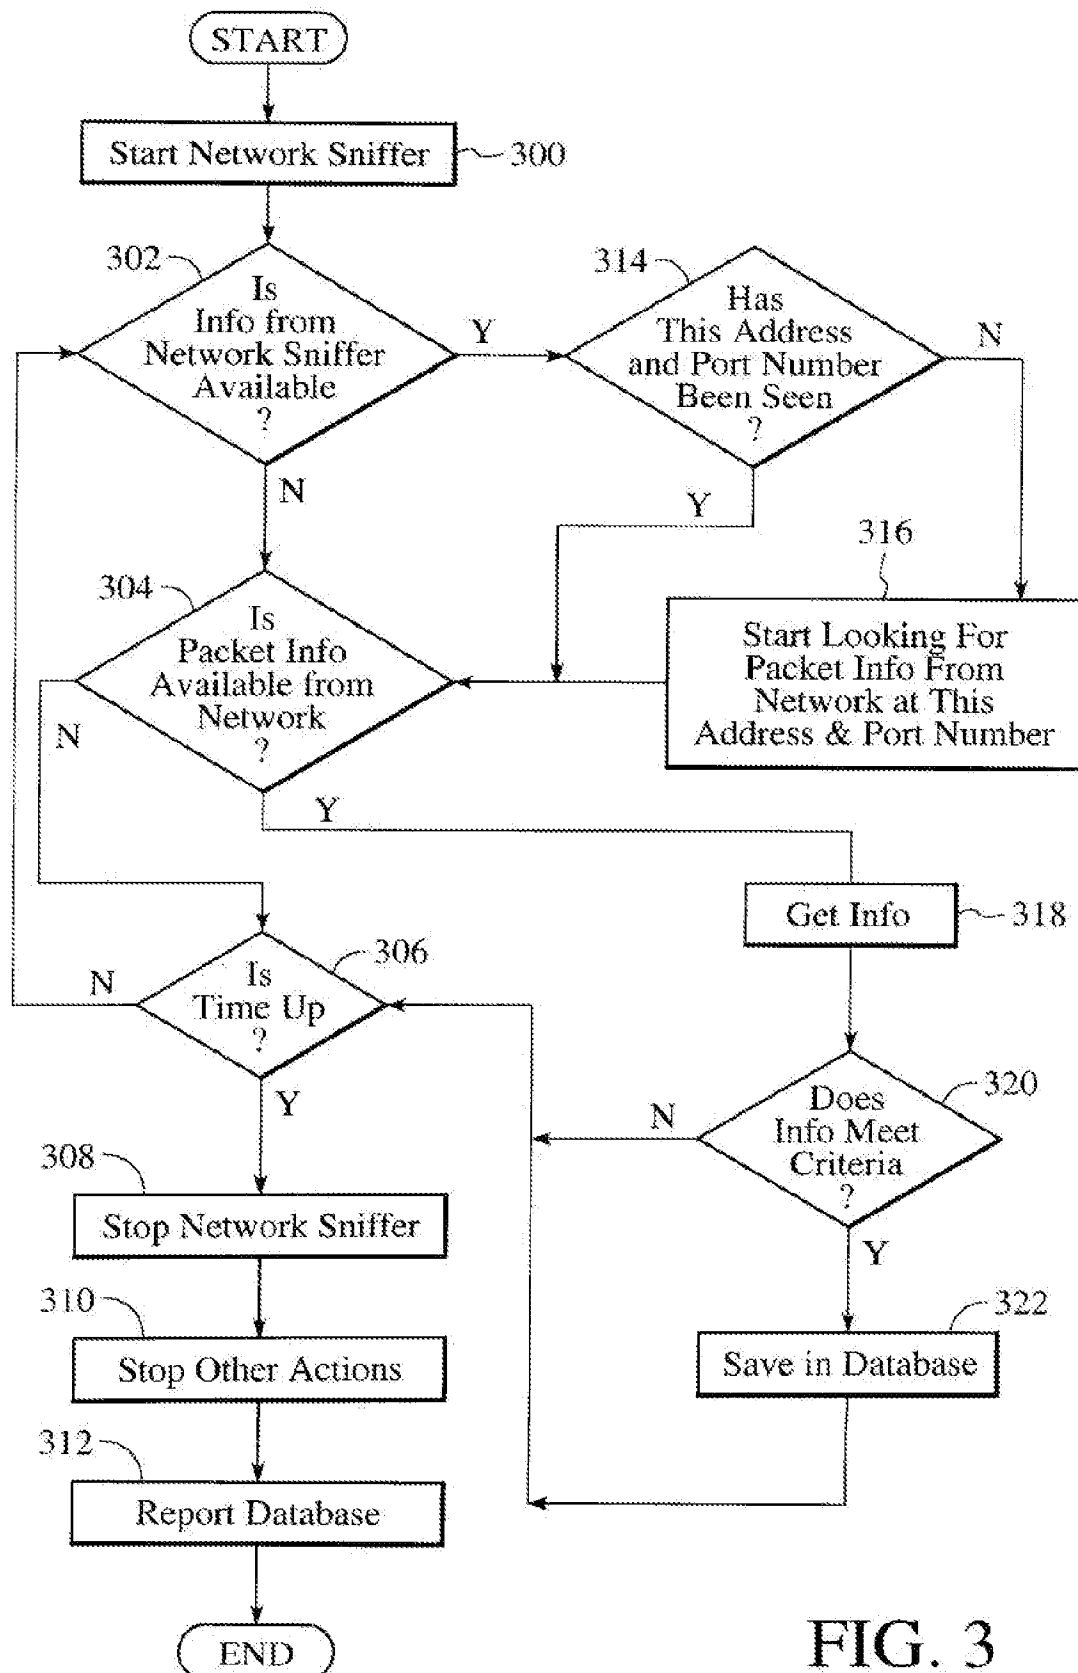 START
Start Network Sniffer
300
302
Is
Info from
Network Sniffer
Available
?
Y
N
314
Has
This Address
and Port Number
Been Seen
?
N
Y
316
Start Looking For
Packet Info From
Network at This
Address & Port Number
304
Is
Packet Info
Available from
Network
?
N
Y
Get Info
318
306
Is
Time Up
?
N
Y
320
Does
Info Meet
Criteria
?
N
Y
308
Stop Network Sniffer
322
Save in Database
310
Stop Other Actions
312
Report Database
END
FIG. 3